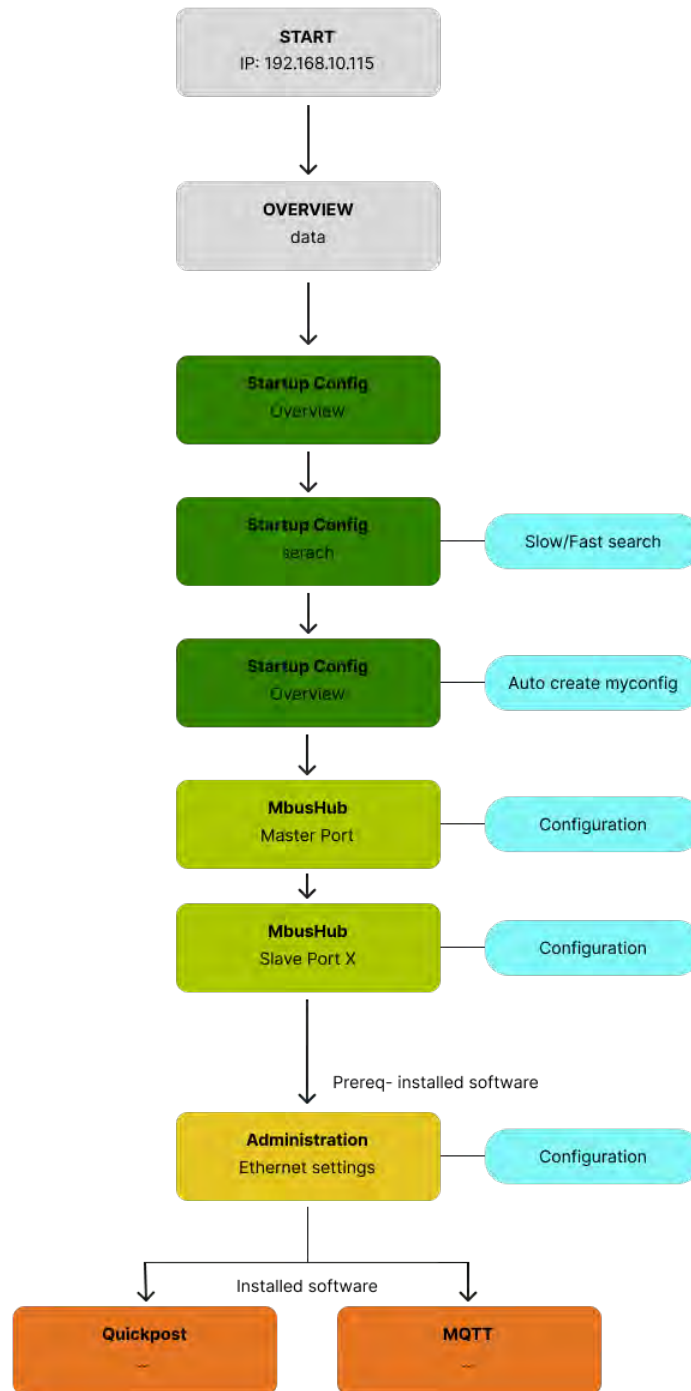 START
IP: 192.168.10.115
OVERVIEW
data
Startup Config
Overview
Startup Config
serach
Slow/Fast search
Startup Config
Overview
Auto create myconfig
MbusHub
Master Port
Configuration
MbusHub
Slave Port X
Configuration
Prereq- installed software
Administration
Ethernet settings
Configuration
Installed software
Quickpost
...
MQTT
...